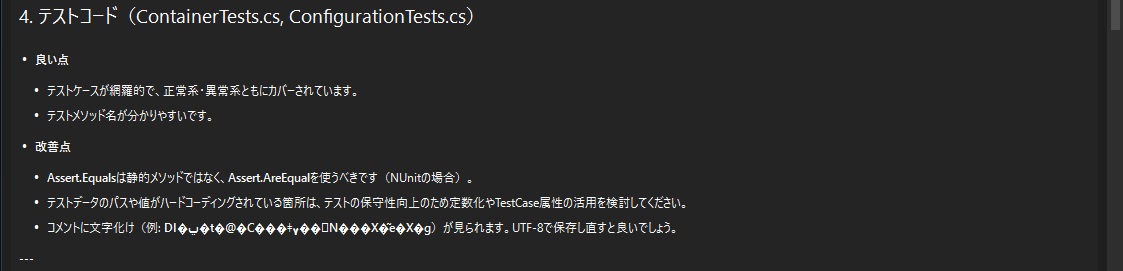 4. テストコード（ContainerTests.cs, ConfigurationTests.cs）
• 良い点
• テストケースが網羅的で、正常系・異常系ともにカバーされています。
• テストメソッド名が分かりやすいです。
• 改善点
• Assert.Equalsは静的メソッドではなく、Assert.AreEqualを使うべきです（NUnitの場合）。
• テストデータのパスや値がハードコーディングされている箇所は、テストの保守性向上のため定数化やTestCase属性の活用を検討してください。
• コメントに文字化け（例: DI�ݒ�t�@�C���ǂݍ��݃N���X�̃e�X�g）が見られます。UTF-8で保存し直すと良いでしょう。
---